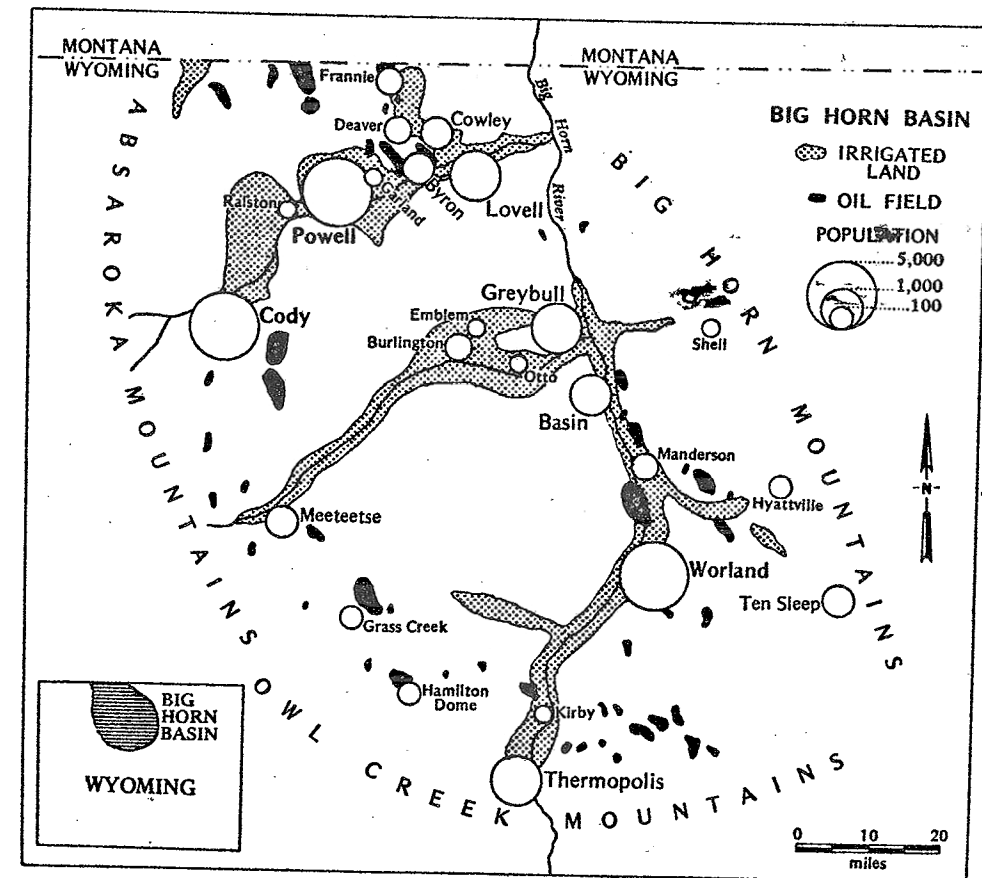 MONTANA
WYOMING
MONTANA
WYOMING
BIG HORN BASIN
IRRIGATED
LAND
OIL FIELD
POPULATION
5,000
1,000
100
Big Horn River
ABSAROKA MOUNTAINS
BIG HORN MOUNTAINS
OWL CREEK MOUNTAINS
Frannie
Deaver
Cowley
Garland
Byron
Lovell
Ralston
Powell
Cody
Greybull
Emblem
Burlington
Otto
Shell
Basin
Manderson
Hyattville
Meeteetse
Worland
Ten Sleep
Grass Creek
Hamilton
Dome
Kirby
Thermopolis
N
BIG
HORN
BASIN
WYOMING
0 10 20
miles